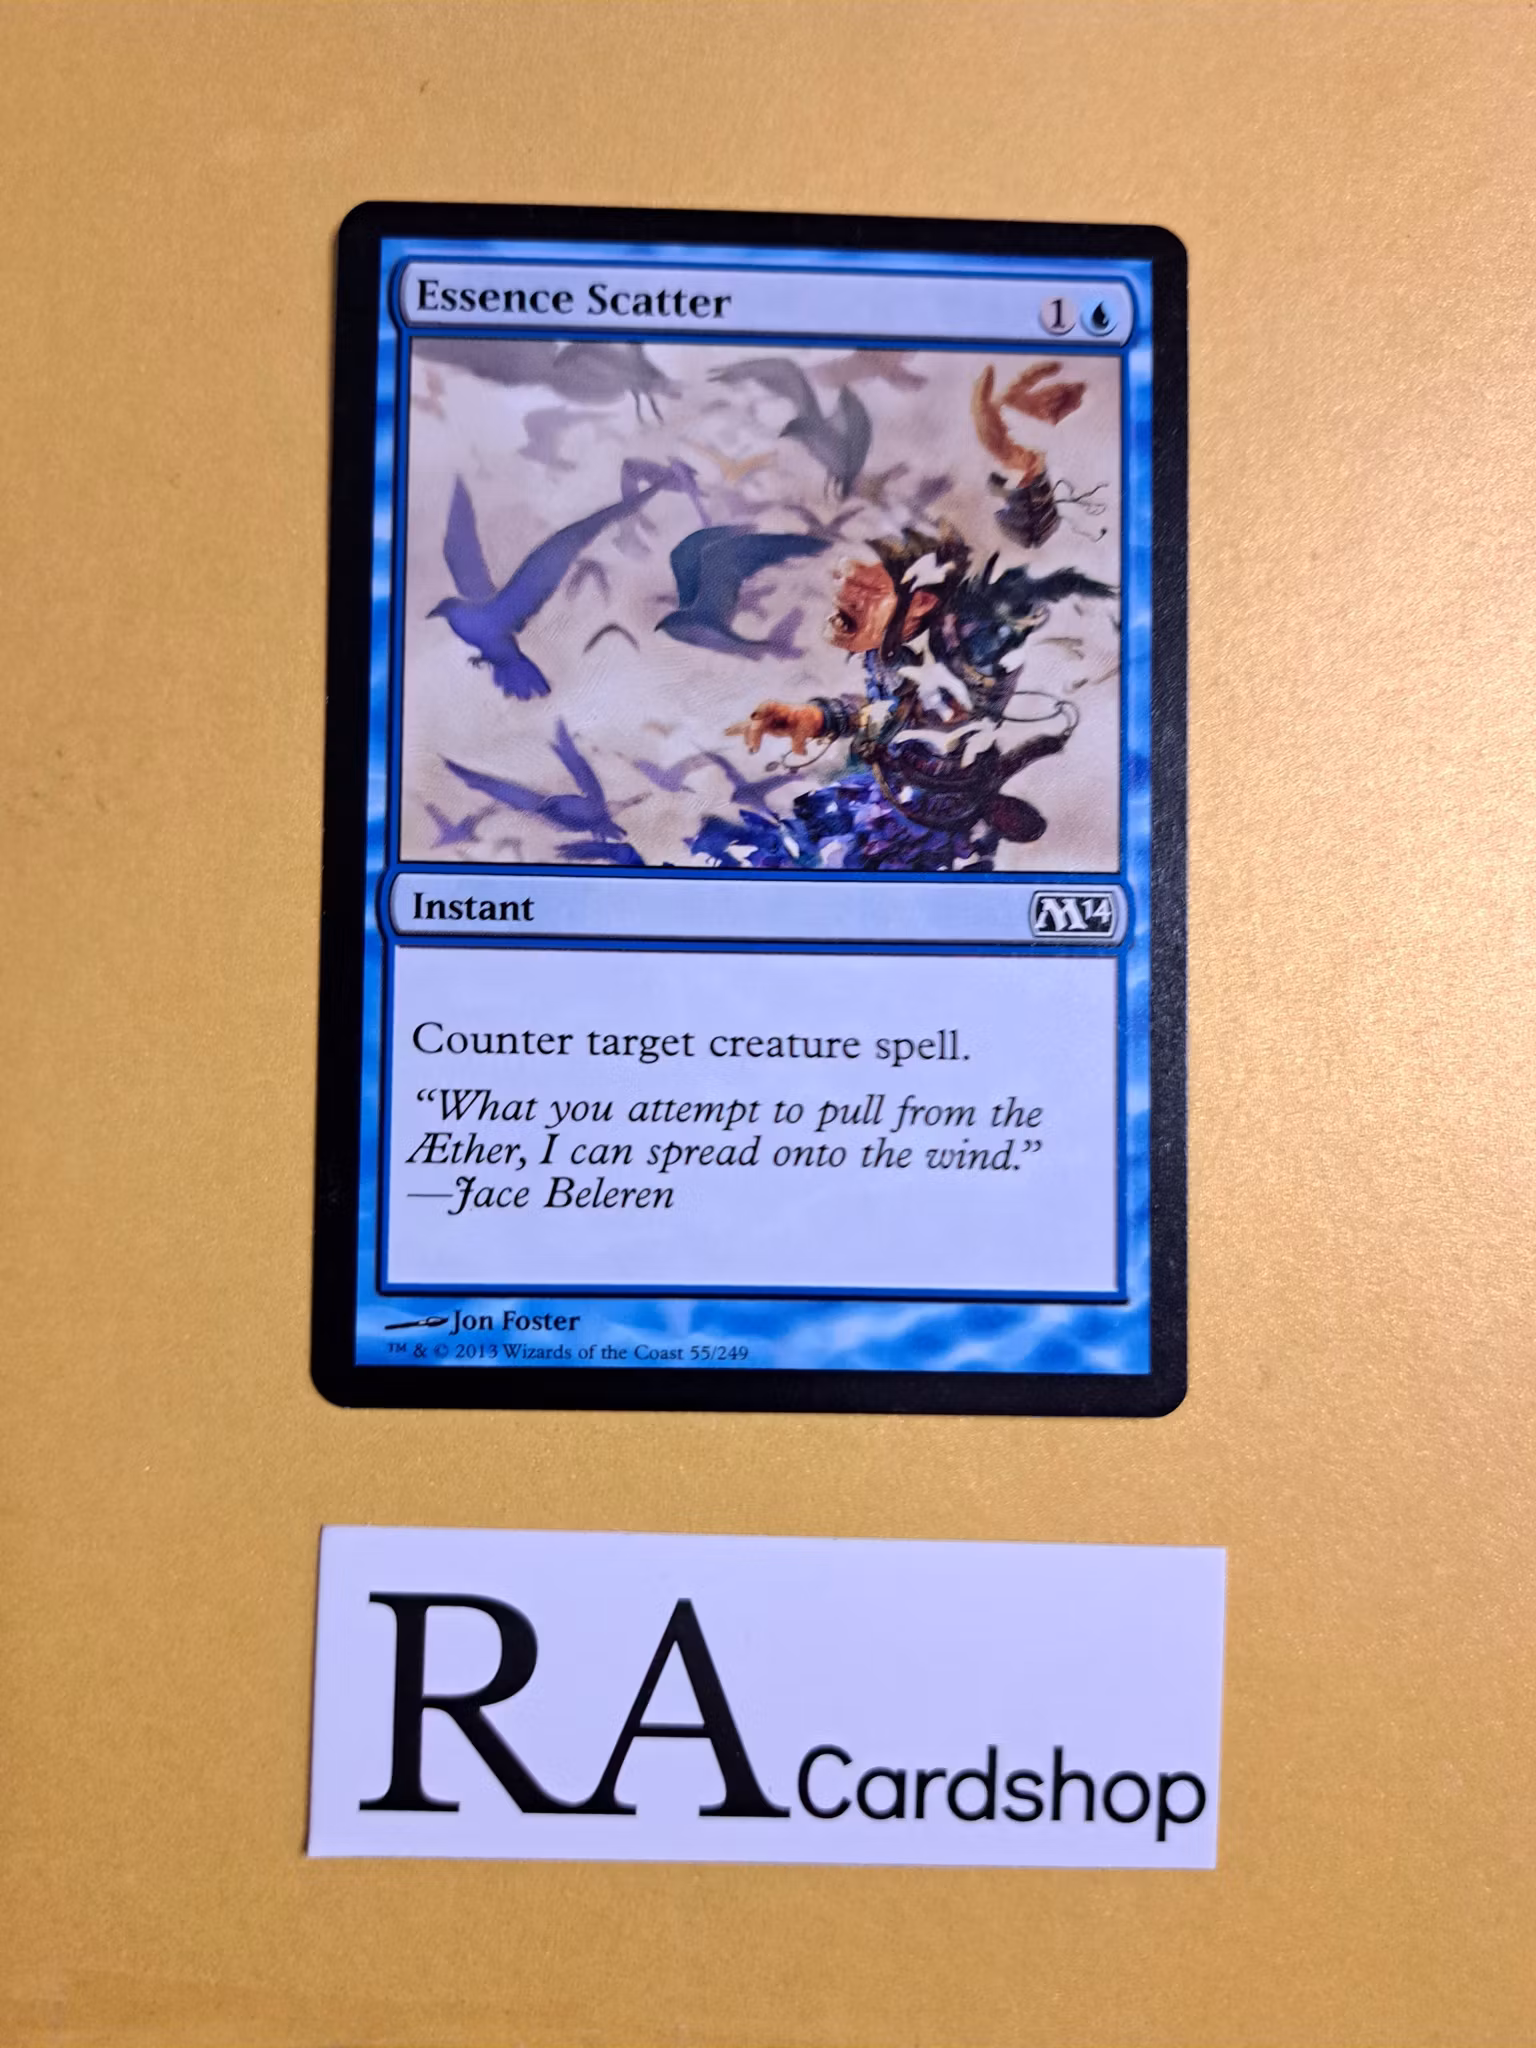 Essence Scatter 1
Instant M14
Counter target creature spell.
“What you attempt to pull from the
Æther, I can spread onto the wind.”
—Jace Beleren
Jon Foster
™ & © 2013 Wizards of the Coast 55/249
RA Cardshop